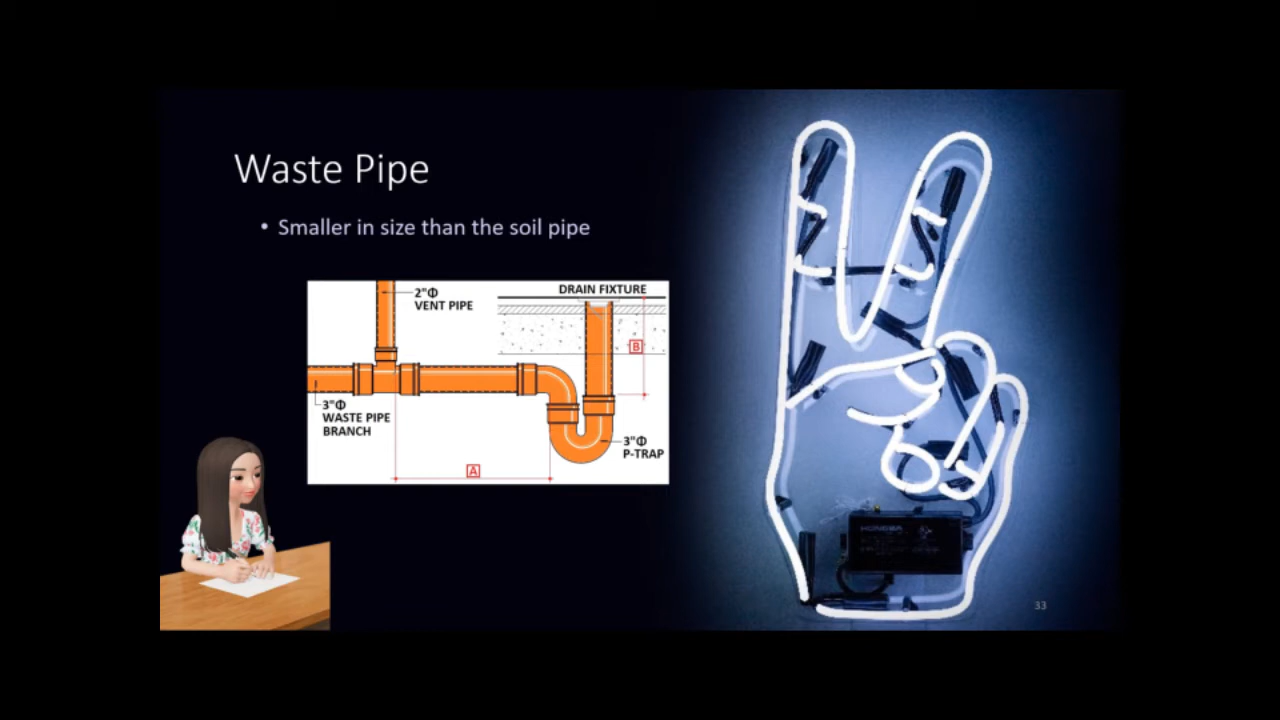 Waste Pipe
• Smaller in size than the soil pipe
DRAIN FIXTURE
2"Φ
VENT PIPE
B
3"Φ
WASTE PIPE
BRANCH
3"Φ
P-TRAP
A
33